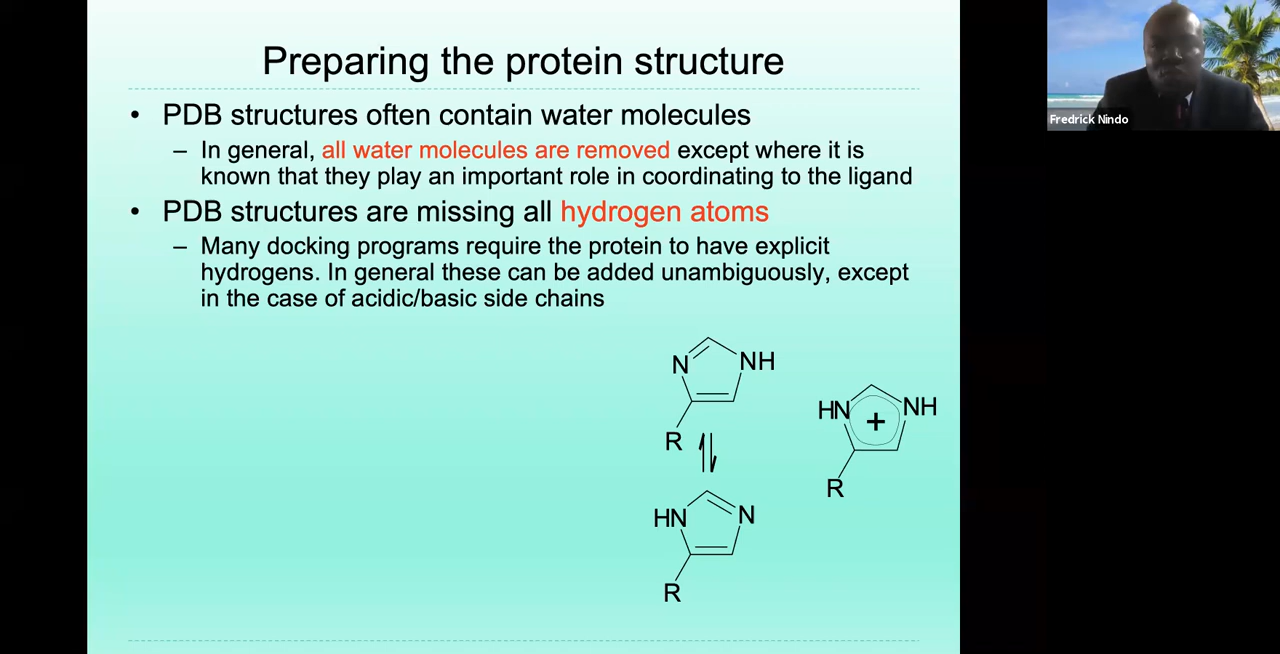 Preparing the protein structure
• PDB structures often contain water molecules
– In general, all water molecules are removed except where it is
known that they play an important role in coordinating to the ligand
• PDB structures are missing all hydrogen atoms
– Many docking programs require the protein to have explicit
hydrogens. In general these can be added unambiguously, except
in the case of acidic/basic side chains
N NH
R
HN NH
+
R
HN N
R
Fredrick Nindo